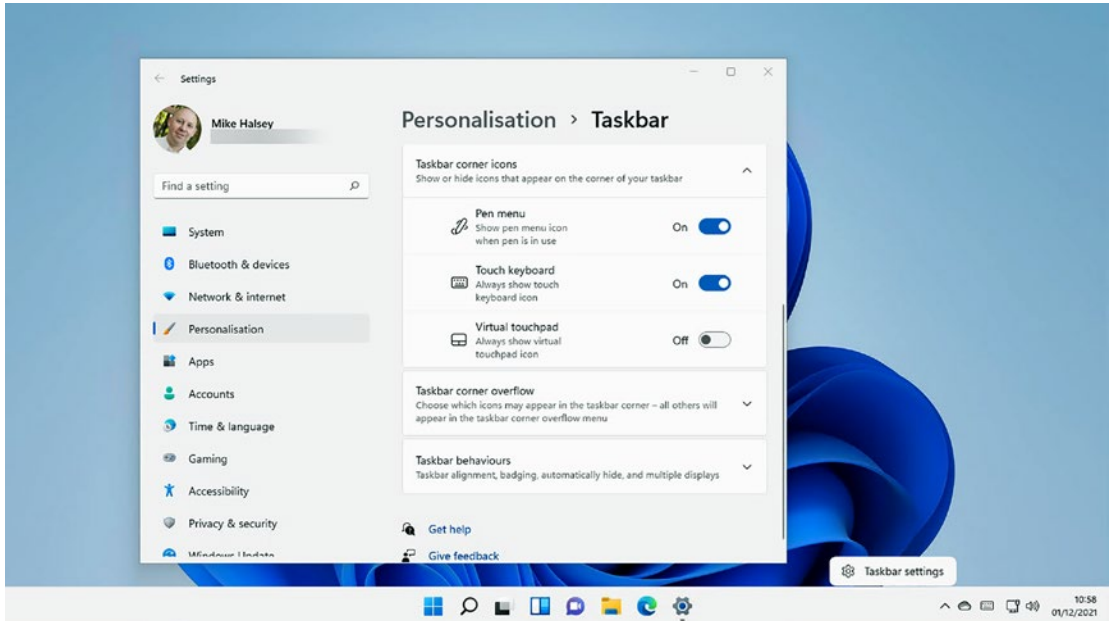 Settings
Mike Halsey
Find a setting
System
Bluetooth & devices
Network & internet
Personalisation
Apps
Accounts
Time & language
Gaming
Accessibility
Privacy & security
Windows Update
Personalisation > Taskbar
Taskbar corner icons
Show or hide icons that appear on the corner of your taskbar
Pen menu
Show pen menu icon
when pen is in use
On
Touch keyboard
Always show touch
keyboard icon
On
Virtual touchpad
Always show virtual
touchpad icon
Off
Taskbar corner overflow
Choose which icons may appear in the taskbar corner – all others will
appear in the taskbar corner overflow menu
Taskbar behaviours
Taskbar alignment, badging, automatically hide, and multiple displays
Get help
Give feedback
Taskbar settings
10:58
01/12/2021